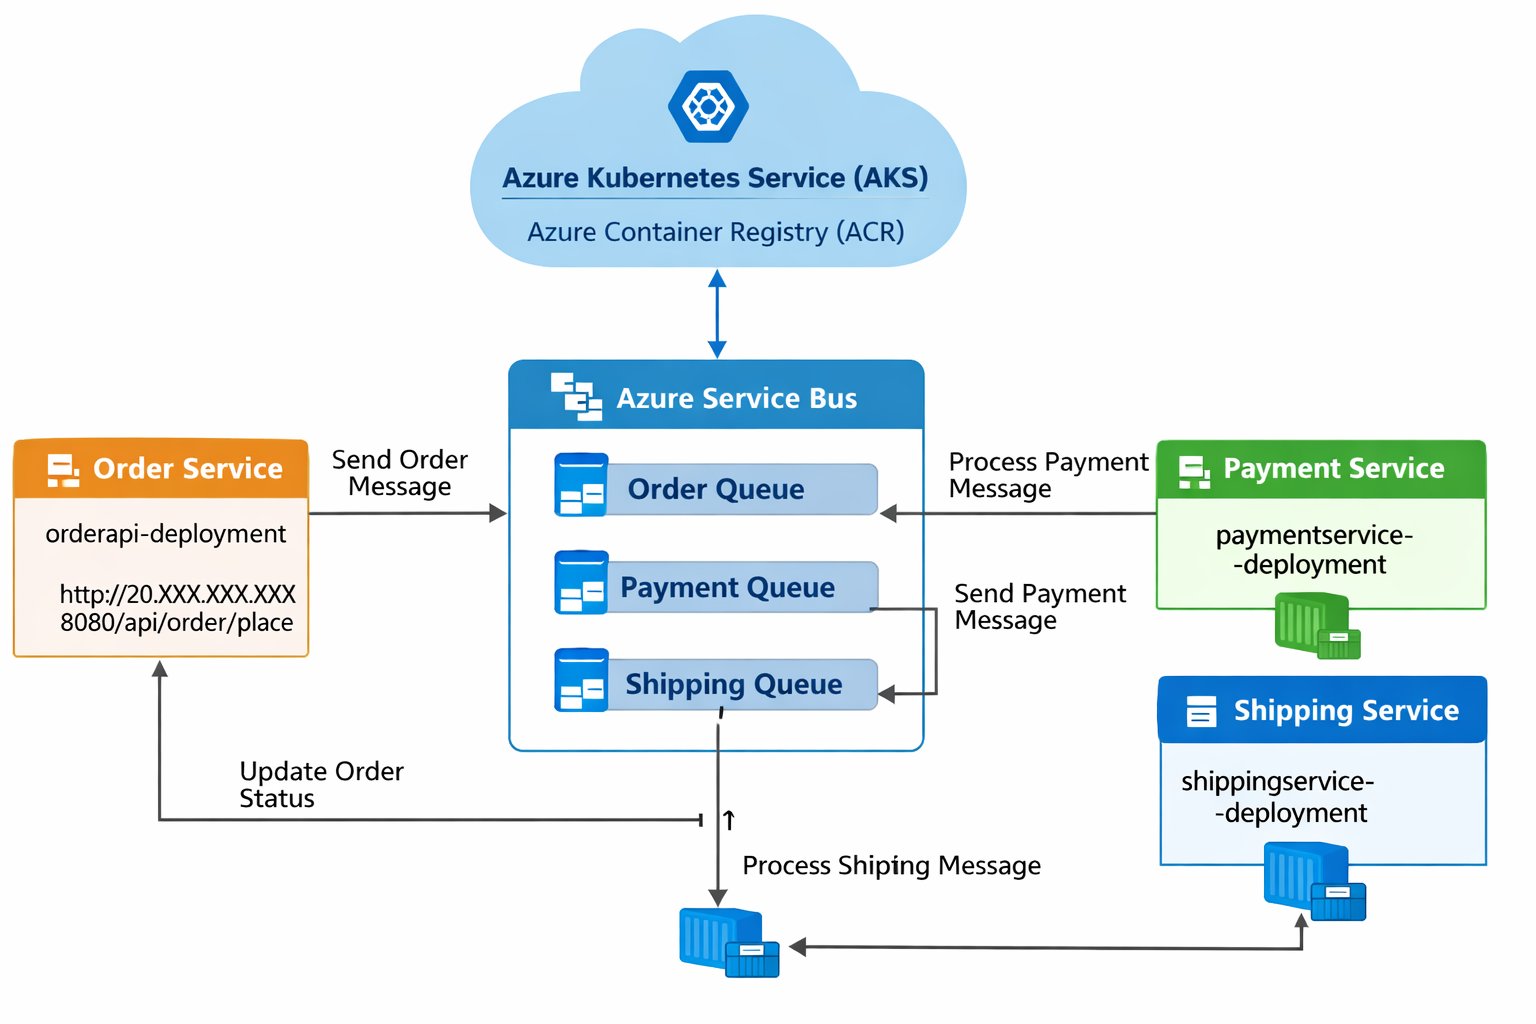 Azure Kubernetes Service (AKS)
Azure Container Registry (ACR)
Azure Service Bus
Order Queue
Payment Queue
Shipping Queue
Order Service
orderapi-deployment
http://20.XXX.XXX.XXX
8080/api/order/place
Send Order
Message
Process Payment
Message
Send Payment
Message
Payment Service
paymentservice-
-deployment
Shipping Service
shippingservice-
-deployment
Update Order
Status
Process Shipting Message